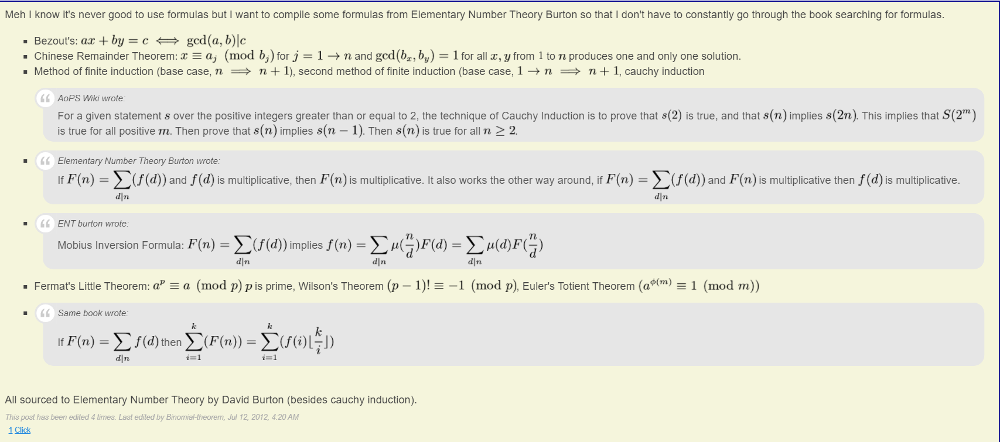 Meh I know it's never good to use formulas but I want to compile some formulas from Elementary Number Theory Burton so that I don't have to constantly go through the book searching for formulas.
▪ Bezout's: $ax + by = c \iff \gcd(a, b)|c$
▪ Chinese Remainder Theorem: $x \equiv a_j \pmod{b_j}$ for $j = 1 \to n$ and $\gcd(b_x, b_y) = 1$ for all $x, y$ from $1$ to $n$ produces one and only one solution.
▪ Method of finite induction (base case, $n \implies n + 1$), second method of finite induction (base case, $1 \to n \implies n + 1$, cauchy induction
AoPS Wiki wrote:
For a given statement $s$ over the positive integers greater than or equal to 2, the technique of Cauchy Induction is to prove that $s(2)$ is true, and that $s(n)$ implies $s(2n)$. This implies that $S(2^m)$
is true for all positive $m$. Then prove that $s(n)$ implies $s(n - 1)$. Then $s(n)$ is true for all $n \geq 2$.
▪ Elementary Number Theory Burton wrote:
If $F(n) = \sum_{d|n}(f(d))$ and $f(d)$ is multiplicative, then $F(n)$ is multiplicative. It also works the other way around, if $F(n) = \sum_{d|n}(f(d))$ and $F(n)$ is multiplicative then $f(d)$ is multiplicative.
▪ ENT burton wrote:
Mobius Inversion Formula: $F(n) = \sum_{d|n}(f(d))$ implies $f(n) = \sum_{d|n} \mu(\frac{n}{d})F(d) = \sum_{d|n} \mu(d)F(\frac{n}{d})$
▪ Fermat's Little Theorem: $a^p \equiv a \pmod{p}$ $p$ is prime, Wilson's Theorem $(p - 1)! \equiv -1 \pmod{p}$, Euler's Totient Theorem $(a^{\phi(m)} \equiv 1 \pmod{m})$
▪ Same book wrote:
If $F(n) = \sum_{d|n} f(d)$ then $\sum_{i=1}^{k}(F(n)) = \sum_{i=1}^{k}(f(i)\lfloor\frac{k}{i}\rfloor)$
All sourced to Elementary Number Theory by David Burton (besides cauchy induction).
This post has been edited 4 times. Last edited by Binomial-theorem, Jul 12, 2012, 4:20 AM
1 Click